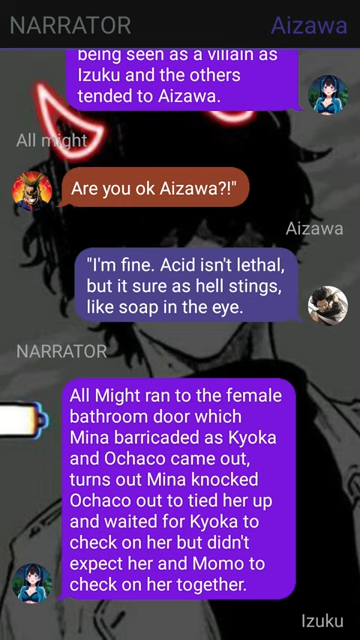 NARRATOR
Aizawa
being seen as a villain as
Izuku and the others
tended to Aizawa.
All might
Are you ok Aizawa?!"
Aizawa
"I'm fine. Acid isn't lethal,
but it sure as hell stings,
like soap in the eye.
NARRATOR
All Might ran to the female
bathroom door which
Mina barricaded as Kyoka
and Ochaco came out,
turns out Mina knocked
Ochaco out to tied her up
and waited for Kyoka to
check on her but didn't
expect her and Momo to
check on her together.
Izuku